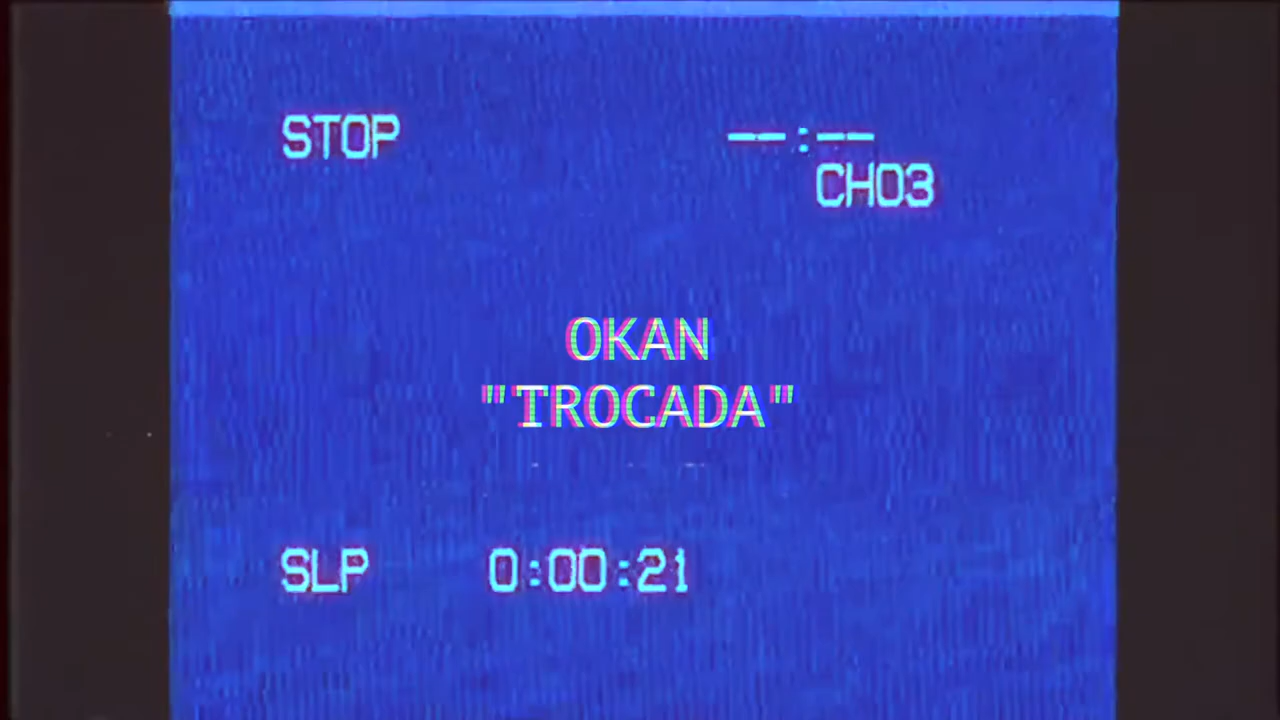 STOP
--:--
CH03
OKAN
"TROCADA"
SLP 0:00:21